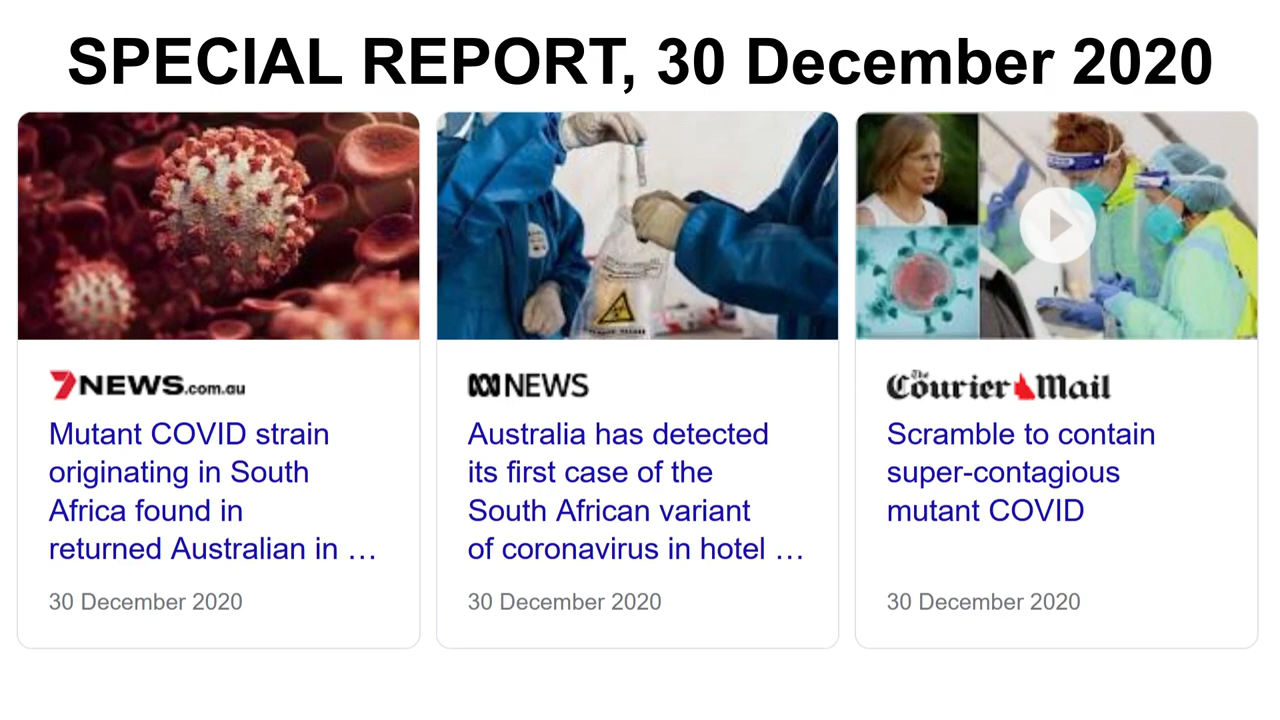 SPECIAL REPORT, 30 December 2020
7NEWS.com.au
Mutant COVID strain
originating in South
Africa found in
returned Australian in …
30 December 2020
NEWS
Australia has detected
its first case of the
South African variant
of coronavirus in hotel …
30 December 2020
The Courier Mail
Scramble to contain
super-contagious
mutant COVID
30 December 2020